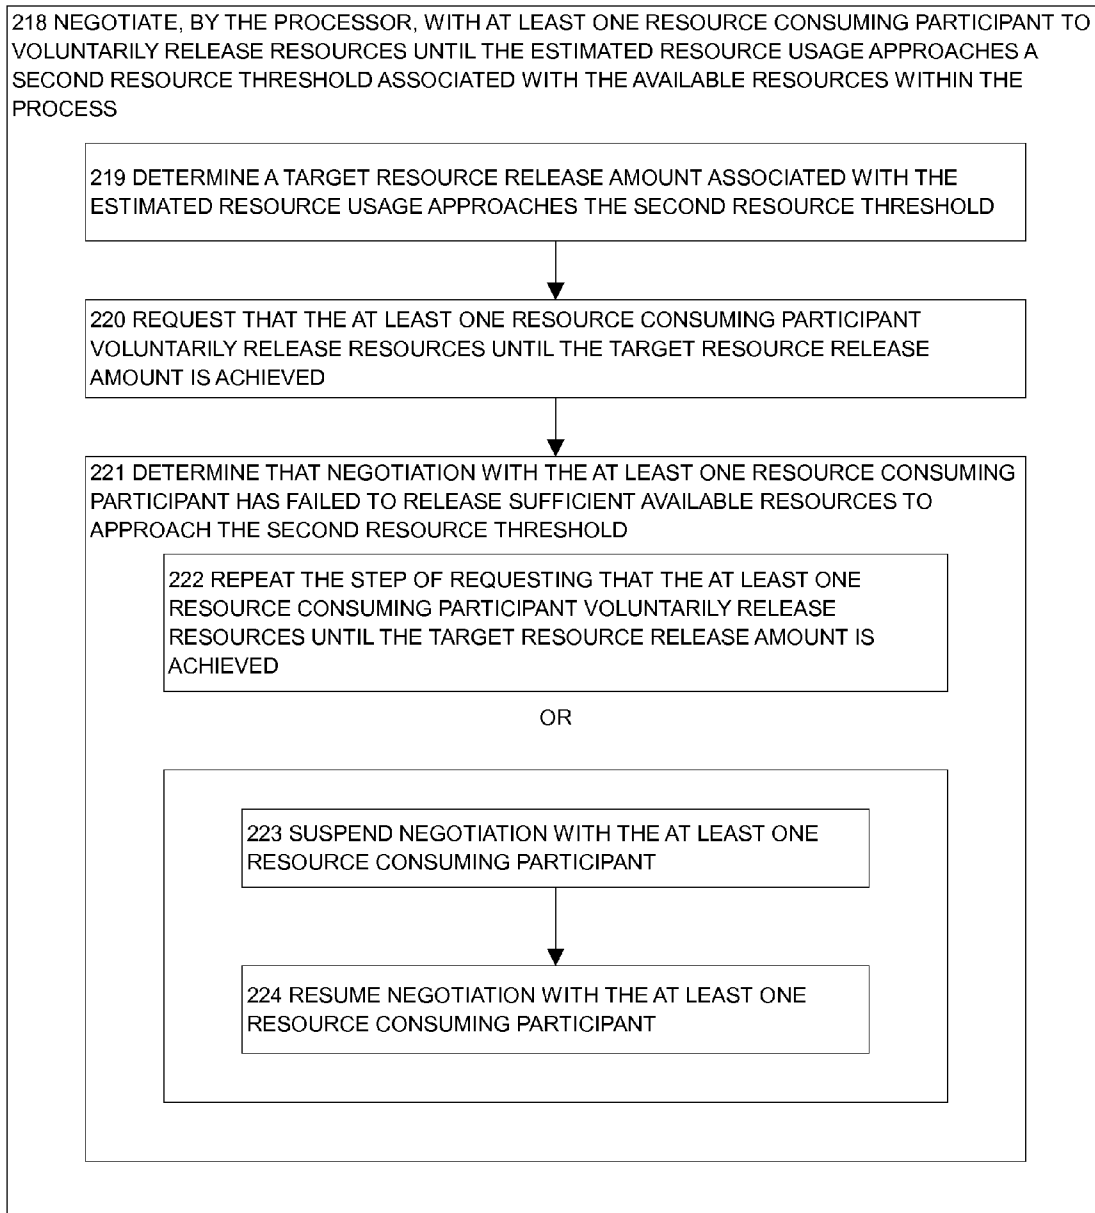 218 NEGOTIATE, BY THE PROCESSOR, WITH AT LEAST ONE RESOURCE CONSUMING PARTICIPANT TO
VOLUNTARILY RELEASE RESOURCES UNTIL THE ESTIMATED RESOURCE USAGE APPROACHES A
SECOND RESOURCE THRESHOLD ASSOCIATED WITH THE AVAILABLE RESOURCES WITHIN THE
PROCESS
219 DETERMINE A TARGET RESOURCE RELEASE AMOUNT ASSOCIATED WITH THE
ESTIMATED RESOURCE USAGE APPROACHES THE SECOND RESOURCE THRESHOLD
220 REQUEST THAT THE AT LEAST ONE RESOURCE CONSUMING PARTICIPANT
VOLUNTARILY RELEASE RESOURCES UNTIL THE TARGET RESOURCE RELEASE
AMOUNT IS ACHIEVED
221 DETERMINE THAT NEGOTIATION WITH THE AT LEAST ONE RESOURCE CONSUMING
PARTICIPANT HAS FAILED TO RELEASE SUFFICIENT AVAILABLE RESOURCES TO
APPROACH THE SECOND RESOURCE THRESHOLD
222 REPEAT THE STEP OF REQUESTING THAT THE AT LEAST ONE
RESOURCE CONSUMING PARTICIPANT VOLUNTARILY RELEASE
RESOURCES UNTIL THE TARGET RESOURCE RELEASE AMOUNT IS
ACHIEVED
OR
223 SUSPEND NEGOTIATION WITH THE AT LEAST ONE
RESOURCE CONSUMING PARTICIPANT
224 RESUME NEGOTIATION WITH THE AT LEAST ONE
RESOURCE CONSUMING PARTICIPANT